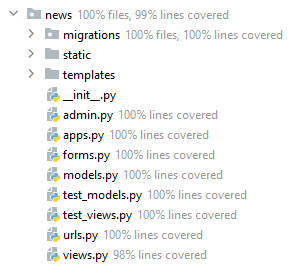 news 100% files, 99% lines covered
migrations 100% files, 100% lines covered
static
templates
__init__.py
admin.py 100% lines covered
apps.py 100% lines covered
forms.py 100% lines covered
models.py 100% lines covered
test_models.py 100% lines covered
test_views.py 100% lines covered
urls.py 100% lines covered
views.py 98% lines covered